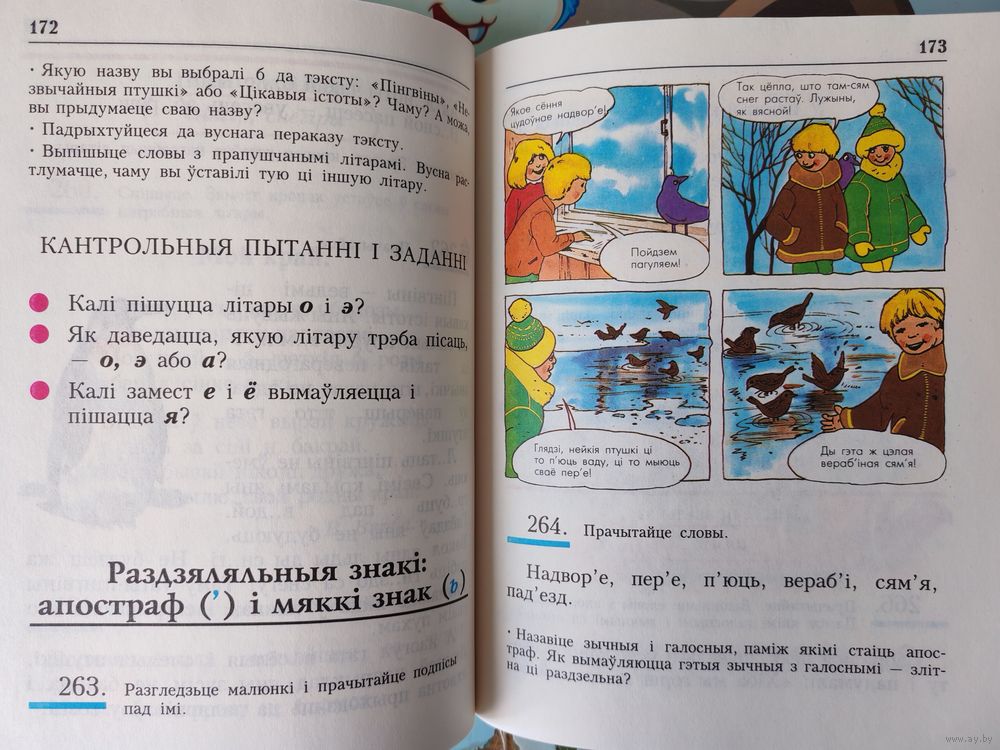 172
· Якую назву вы выбралі б да тэксту: «Пінгвіны», «Не-
звычайныя птушкі» або «Цікавыя істоты»? Чаму? А можа,
вы прыдумаеце сваю назву?
· Падрыхтуйцеся да вуснага пераказу тэксту.
· Выпішыце словы з прапушчанымі літарамі. Вусна рас-
тлумачце, чаму вы ўставілі тую ці іншую літару.
КАНТРОЛЬНЫЯ ПЫТАННІ І ЗАДАННІ
Калі пішуцца літары о і э?
Як даведацца, якую літару трэба пісаць,
— о, э або а?
Калі замест е і ё вымаўляецца і
пішацца я?
Раздзяляльныя знакі:
апостраф (’) і мяккі знак (ь)
263. Разгледзьце малюнкі і прачытайце подпісы
пад імі.
173
Якое сёння
цудоўнае надвор’е!
Пойдзем
пагуляем!
Так цёпла, што там-сям
снег растаў. Лужыны,
як вясной!
Глядзі, нейкія птушкі ці
то п’юць ваду, ці то мыюць
сваё пер’е!
Ды гэта ж цэлая
вераб’іная сям’я!
264. Прачытайце словы.
Надвор’е, пер’е, п’юць, вераб’і, сям’я,
пад’езд.
· Назавіце зычныя і галосныя, паміж якімі стаіць апос-
траф. Як вымаўляюцца гэтыя зычныя з галоснымі — зліт-
на ці раздзельна?
www.ay.by